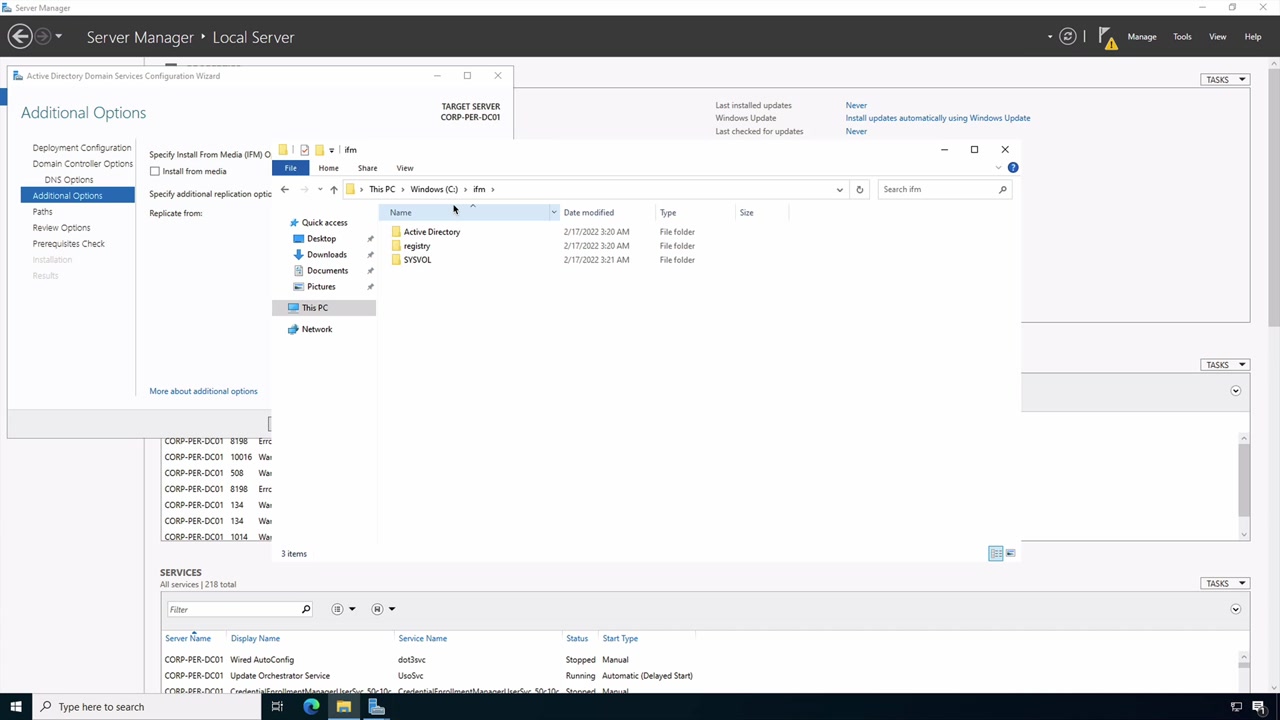 Server Manager
Server Manager ‣ Local Server
Manage Tools View Help
TASKS
Last installed updates Never
Windows Update Install updates automatically using Windows Update
Last checked for updates Never
Active Directory Domain Services Configuration Wizard
Additional Options
TARGET SERVER
CORP-PER-DC01
Deployment Configuration
Domain Controller Options
DNS Options
Additional Options
Paths
Review Options
Prerequisites Check
Installation
Results
Specify Install From Media (IFM) O
Install from media
Specify additional replication optio
Replicate from:
More about additional options
ifm
File Home Share View
This PC > Windows (C:) > ifm >
Search ifm
Quick access
Desktop
Downloads
Documents
Pictures
This PC
Network
Name Date modified Type Size
Active Directory 2/17/2022 3:20 AM File folder
registry 2/17/2022 3:20 AM File folder
SYSVOL 2/17/2022 3:21 AM File folder
3 items
TASKS
CORP-PER-DC01 8198 Erro
CORP-PER-DC01 10016 Wa
CORP-PER-DC01 508 Wa
CORP-PER-DC01 8198 Erro
CORP-PER-DC01 134 Wa
CORP-PER-DC01 134 Wa
CORP-PER-DC01 1014 Wa
SERVICES
All services | 218 total
TASKS
Filter
Server Name Display Name Service Name Status Start Type
CORP-PER-DC01 Wired AutoConfig dot3svc Stopped Manual
CORP-PER-DC01 Update Orchestrator Service UsoSvc Running Automatic (Delayed Start)
CORP-PER-DC01 CredentialEnrollmentManagerUserSvc_50c10c CredentialEnrollmentManagerUserSvc_50c10c Stopped Manual
Type here to search